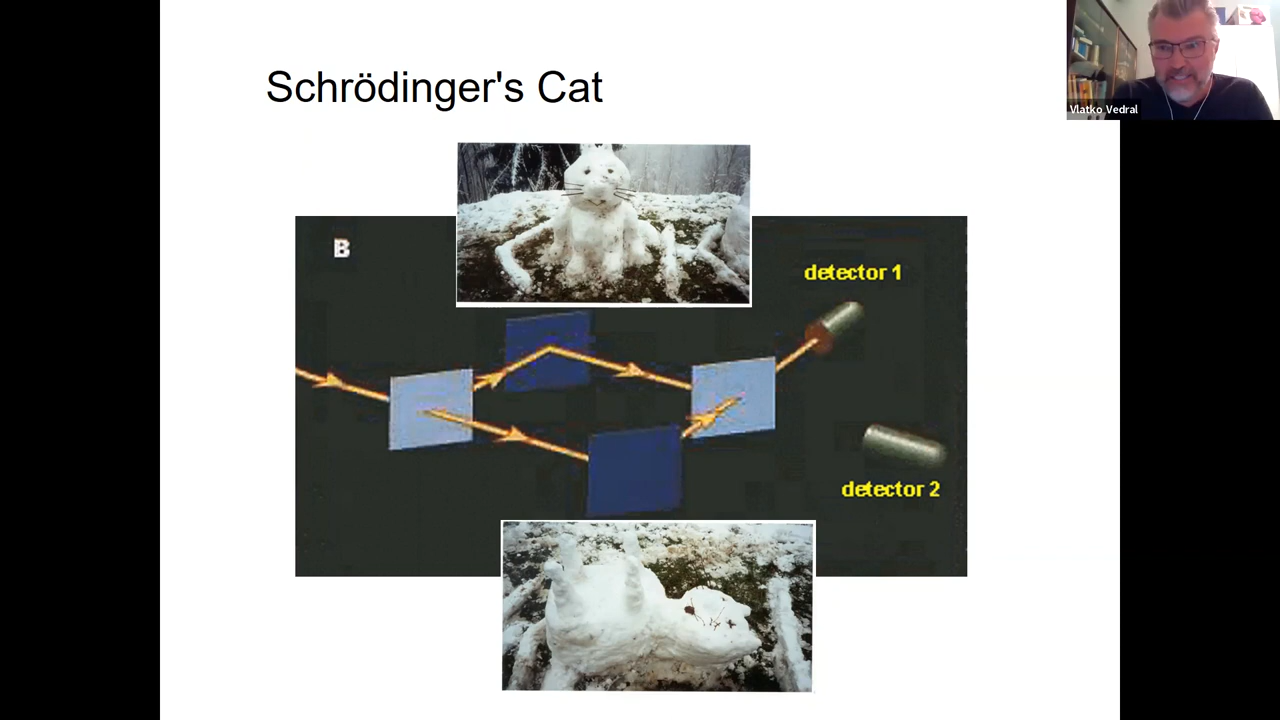 Schrödinger's Cat
Vlatko Vedral
B
detector 1
detector 2